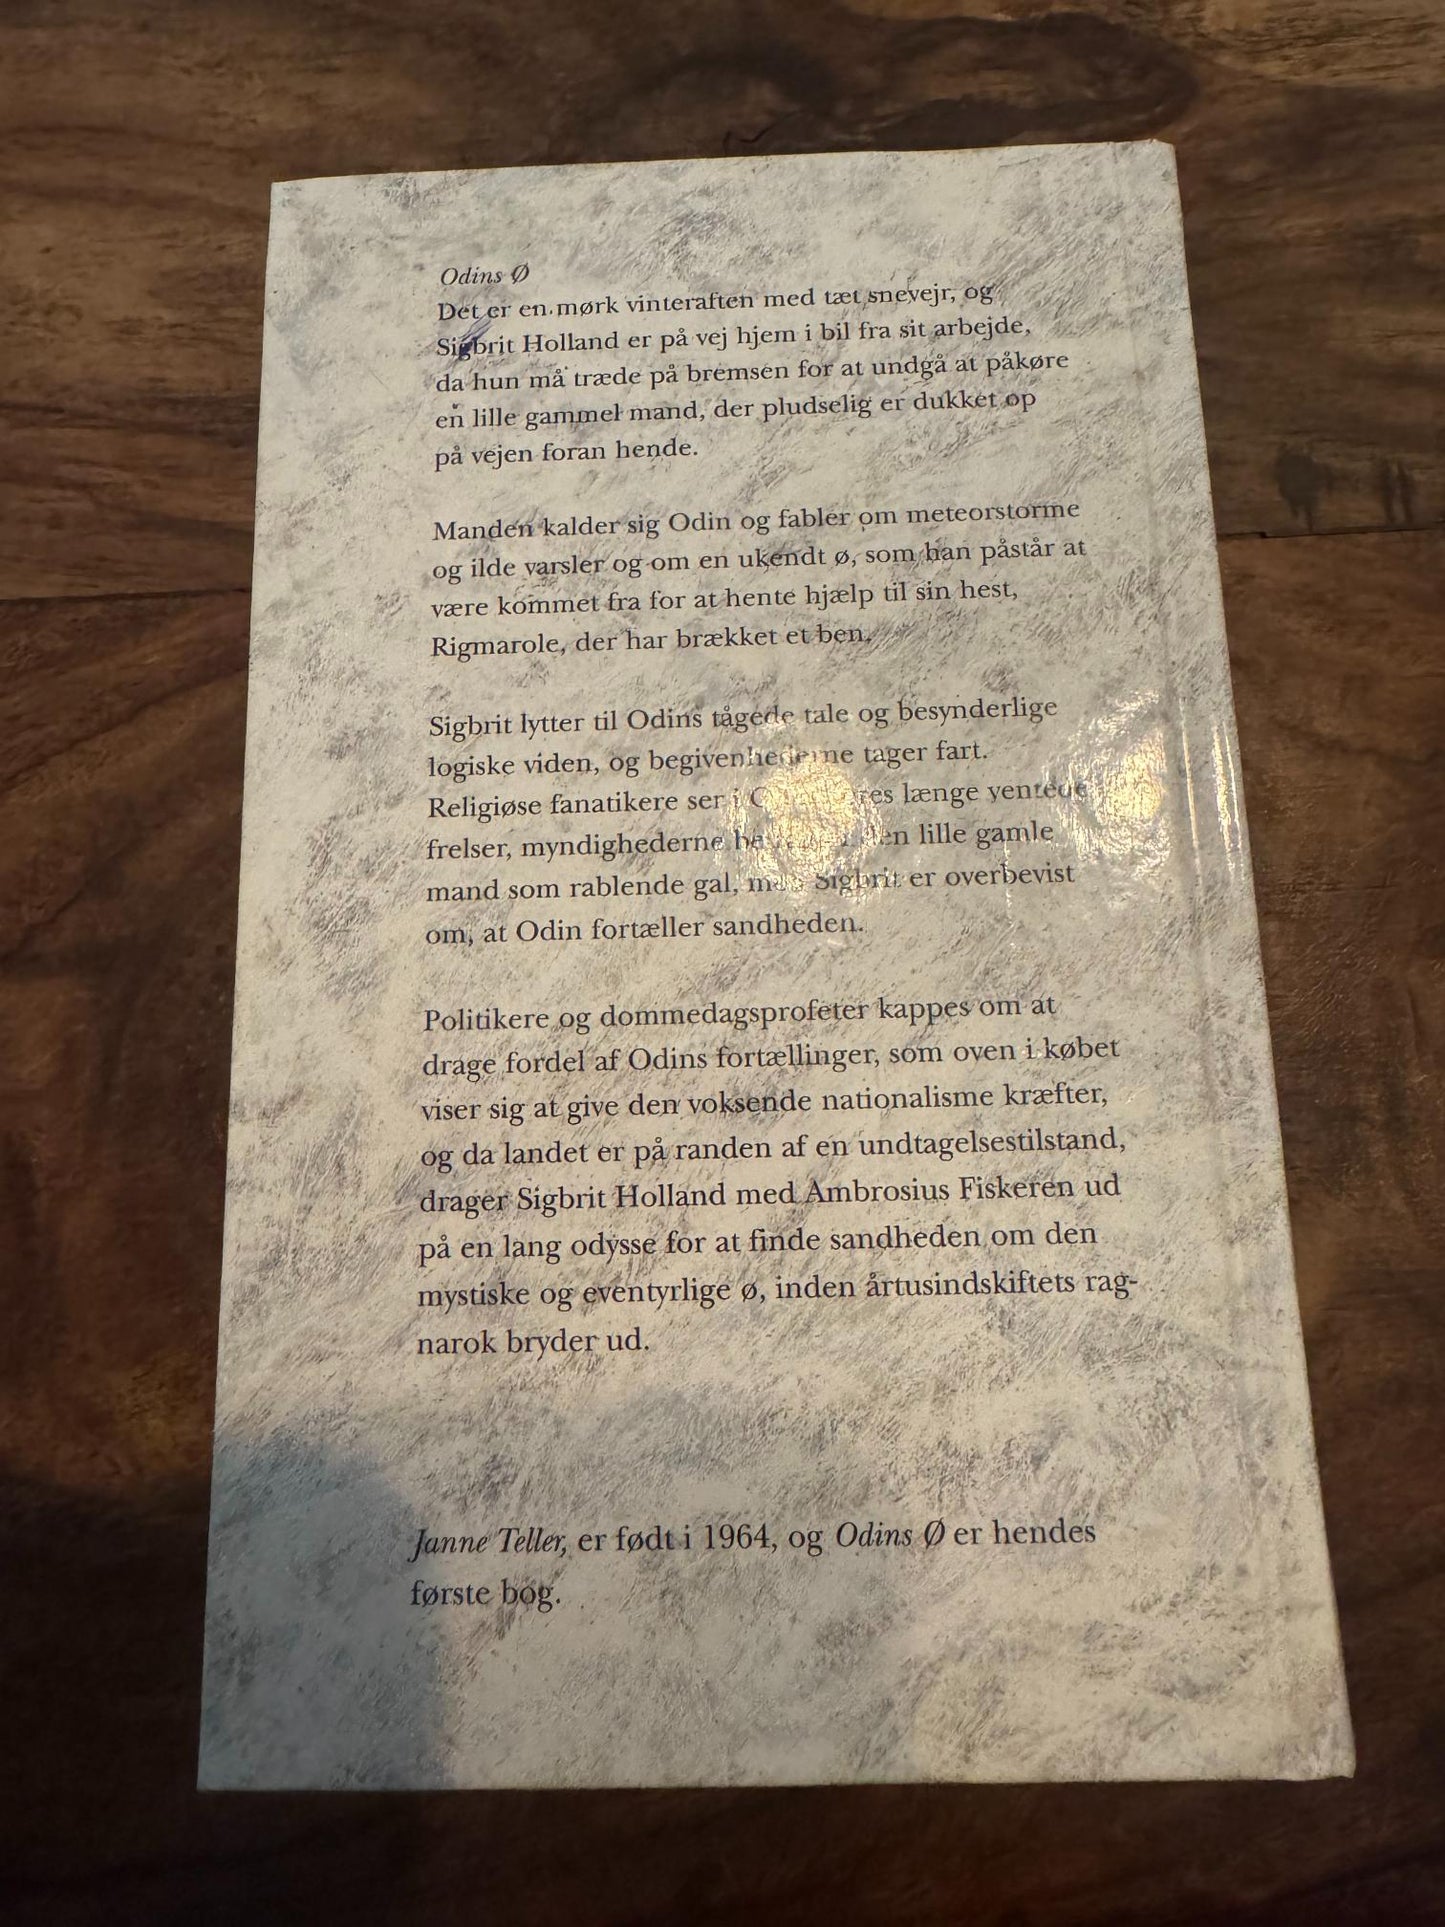 Odins Ø
Det er en mørk vinteraften med tæt snevejr, og
Sigbrit Holland er på vej hjem i bil fra sit arbejde,
da hun må træde på bremsen for at undgå at påkøre
en lille gammel mand, der pludselig er dukket op
på vejen foran hende.
Manden kalder sig Odin og fabler om meteorstorme
og ilde varsler og om en ukendt ø, som han påstår at
være kommet fra for at hente hjælp til sin hest,
Rigmarole, der har brækket et ben.
Sigbrit lytter til Odins tågede tale og besynderlige
logiske viden, og begivenhederne tager fart.
Religiøse fanatikere ser i længe ventede
frelser, myndighederne den lille gamle
mand som rablende gal, men Sigbrit er overbevist
om, at Odin fortæller sandheden.
Politikere og dommedagsprofeter kappes om at
drage fordel af Odins fortællinger, som oven i købet
viser sig at give den voksende nationalisme kræfter,
og da landet er på randen af en undtagelsestilstand,
drager Sigbrit Holland med Ambrosius Fiskeren ud
på en lang odysse for at finde sandheden om den
mystiske og eventyrlige ø, inden årtusindskiftets rag-
narok bryder ud.
Janne Teller, er født i 1964, og Odins Ø er hendes
første bog.